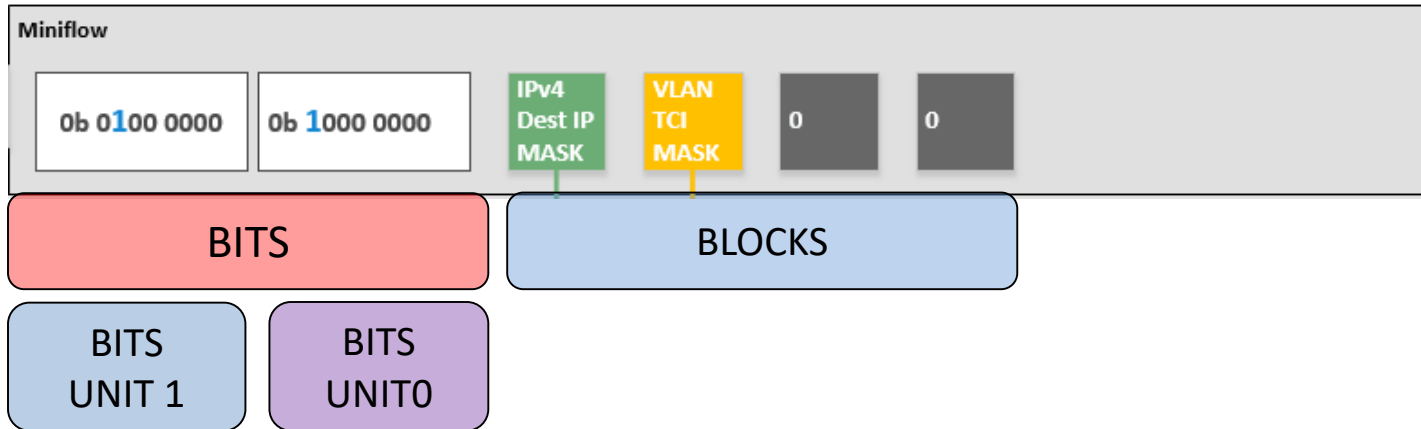 Miniflow
0b 0100 0000
0b 1000 0000
IPv4
Dest IP
MASK
VLAN
TCI
MASK
0
0
BITS
BLOCKS
BITS
UNIT 1
BITS
UNIT0